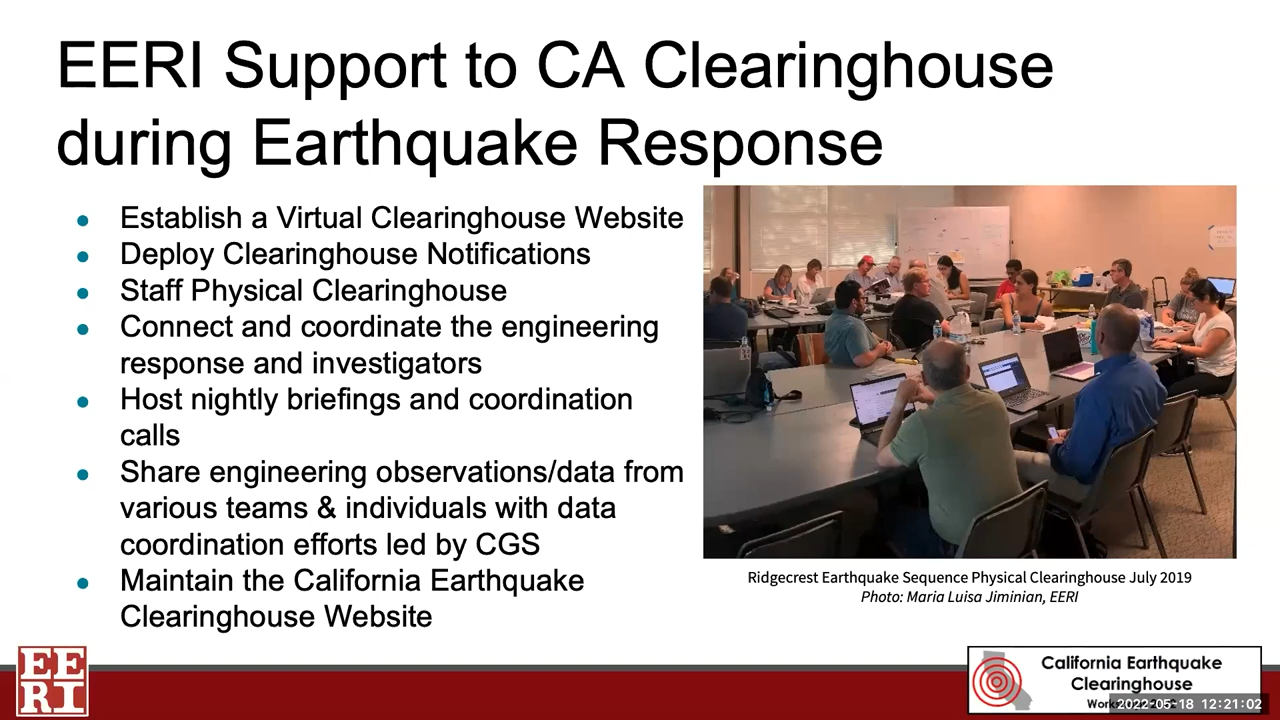 EERI Support to CA Clearinghouse
during Earthquake Response
● Establish a Virtual Clearinghouse Website
● Deploy Clearinghouse Notifications
● Staff Physical Clearinghouse
● Connect and coordinate the engineering
response and investigators
● Host nightly briefings and coordination
calls
● Share engineering observations/data from
various teams & individuals with data
coordination efforts led by CGS
● Maintain the California Earthquake
Clearinghouse Website
Ridgecrest Earthquake Sequence Physical Clearinghouse July 2019
Photo: Maria Luisa Jiminian, EERI
EE
RI
California Earthquake
Clearinghouse
2022-05-18 12:21:02